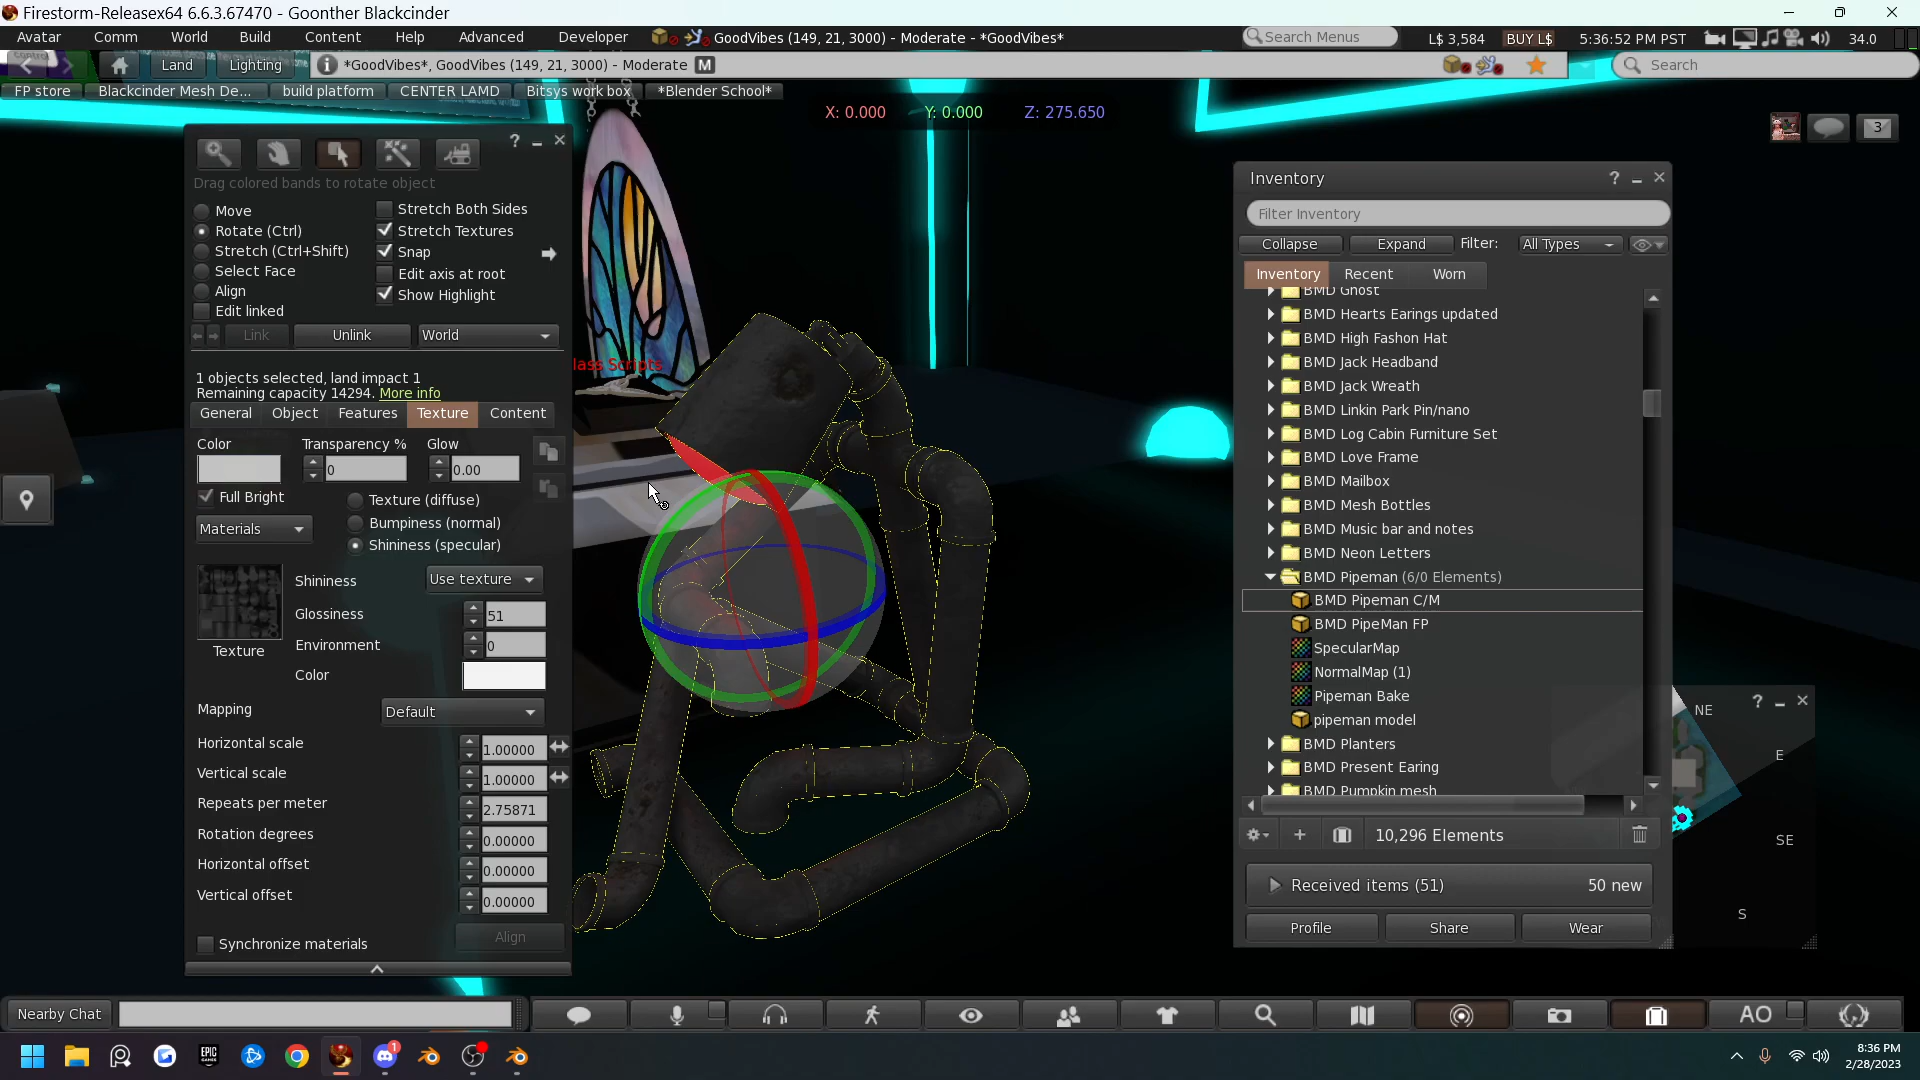 Firestorm-Releasex64 6.6.3.67470 - Goonther Blackcinder
Avatar Comm World Build Content Help Advanced Developer GoodVibes (149, 21, 3000) - Moderate - *GoodVibes* Search Menus L$ 3,584 BUY L$ 5:36:52 PM PST 34.0
Land Lighting *GoodVibes*, GoodVibes (149, 21, 3000) - Moderate M Search
FP store Blackcinder Mesh De... build platform CENTER LAMD Bitsys work box *Blender School*
X: 0.000 Y: 0.000 Z: 275.650
3
Drag colored bands to rotate object
Move
Rotate (Ctrl)
Stretch (Ctrl+Shift)
Select Face
Align
Edit linked
Stretch Both Sides
Stretch Textures
Snap
Edit axis at root
Show Highlight
Link Unlink World
1 objects selected, land impact 1
Remaining capacity 14294. More info
General Object Features Texture Content
Color Transparency % Glow
0 0.00
Full Bright
Materials
Texture (diffuse)
Bumpiness (normal)
Shininess (specular)
Texture
Shininess Use texture
Glossiness 51
Environment 0
Color
Mapping Default
Horizontal scale 1.00000
Vertical scale 1.00000
Repeats per meter 2.75871
Rotation degrees 0.00000
Horizontal offset 0.00000
Vertical offset 0.00000
Synchronize materials Align
lass Scripts
Inventory
Filter Inventory
Collapse Expand Filter: All Types
Inventory Recent Worn
BMD Ghost
BMD Hearts Earings updated
BMD High Fashon Hat
BMD Jack Headband
BMD Jack Wreath
BMD Linkin Park Pin/nano
BMD Log Cabin Furniture Set
BMD Love Frame
BMD Mailbox
BMD Mesh Bottles
BMD Music bar and notes
BMD Neon Letters
BMD Pipeman (6/0 Elements)
BMD Pipeman C/M
BMD PipeMan FP
SpecularMap
NormalMap (1)
Pipeman Bake
pipeman model
BMD Planters
BMD Present Earing
BMD Pumpkin mesh
10,296 Elements
Received items (51) 50 new
Profile Share Wear
NE
E
SE
S
Nearby Chat
AO
EPIC GAMES
1
8:36 PM
2/28/2023